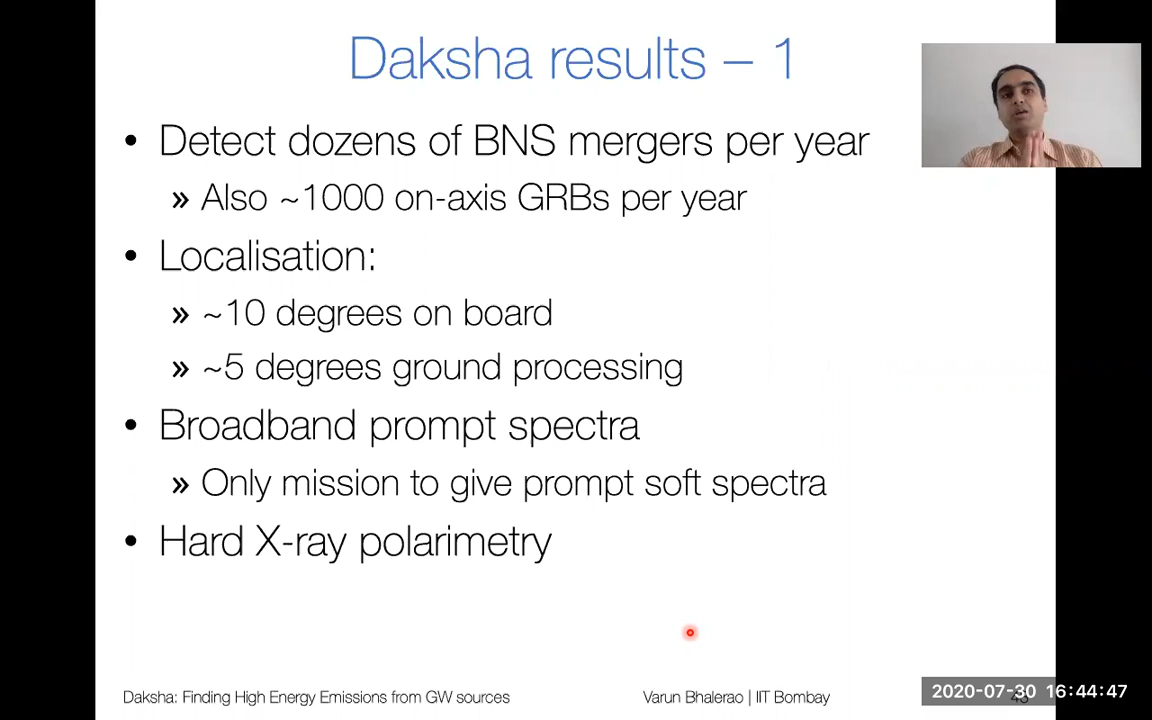 Daksha results – 1
• Detect dozens of BNS mergers per year
» Also ~1000 on-axis GRBs per year
• Localisation:
» ~10 degrees on board
» ~5 degrees ground processing
• Broadband prompt spectra
» Only mission to give prompt soft spectra
• Hard X-ray polarimetry
Daksha: Finding High Energy Emissions from GW sources
Varun Bhalerao | IIT Bombay
2020-07-30 16:44:47